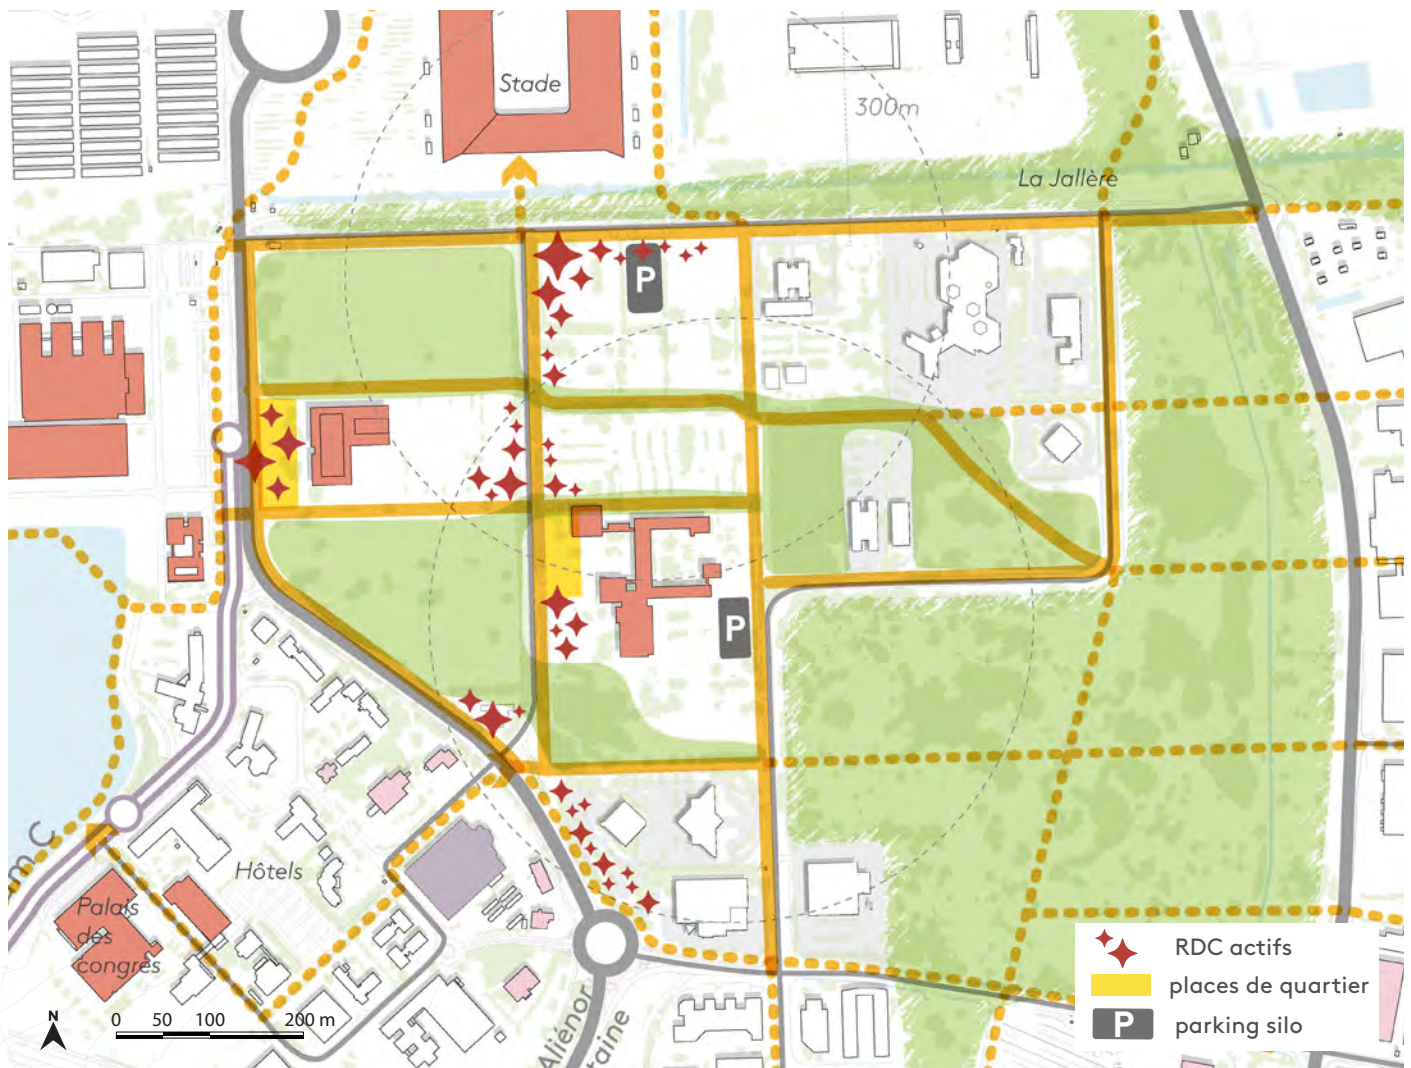 Stade
300m
La Jallère
P
P
Hôtels
Palais
des
congrès
Aliénor
taine
RDC actifs
places de quartier
P
parking silo
N
0 50 100 200 m